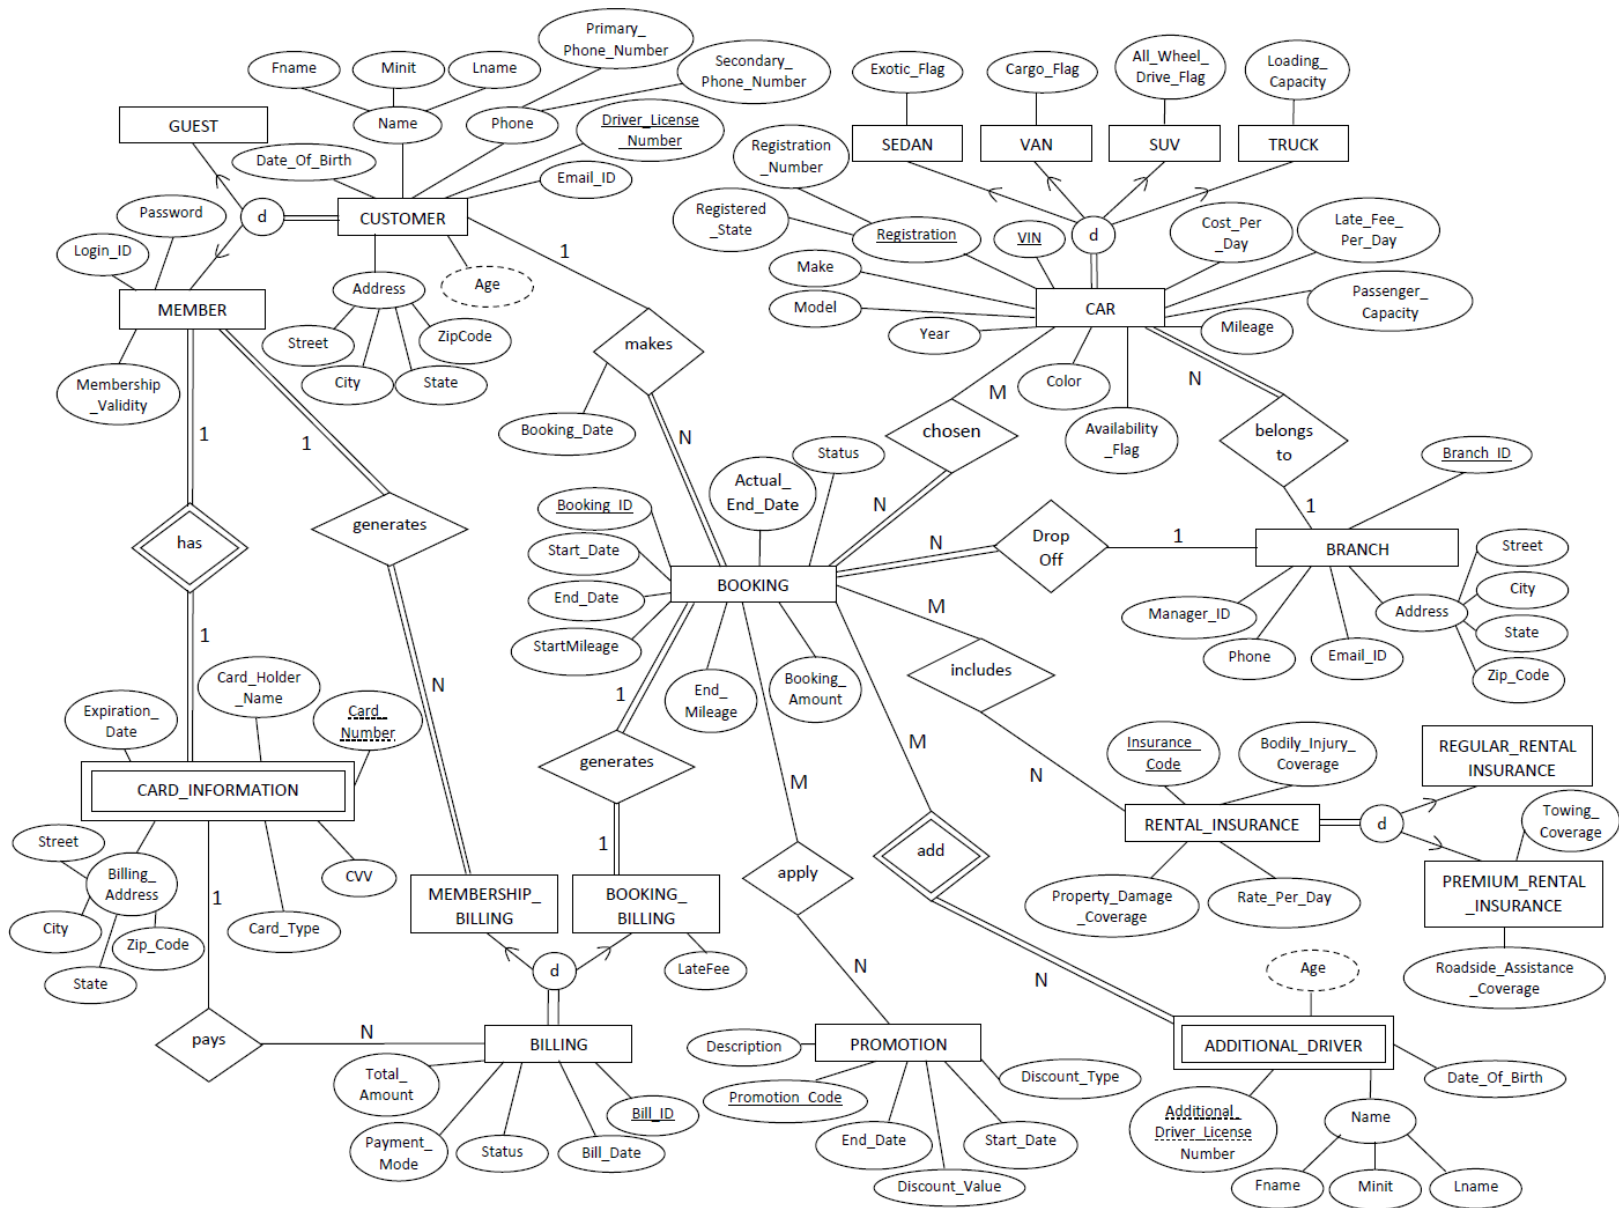 Primary_
Phone_Number
Fname
Minit
Lname
Secondary_
Phone_Number
Exotic_Flag
Cargo_Flag
All_Wheel_
Drive_Flag
Loading_
Capacity
GUEST
Name
Phone
Driver_License
_Number
Date_Of_Birth
Email_ID
Registration
_Number
SEDAN
VAN
SUV
TRUCK
Password
d
CUSTOMER
Registered
_State
Registration
VIN
d
Cost_Per
_Day
Late_Fee_
Per_Day
Login_ID
1
Make
MEMBER
Address
Age
Model
CAR
Passenger_
Capacity
Street
ZipCode
makes
Year
Mileage
Membership
_Validity
City
State
Color
M
N
1
1
Booking_Date
N
Status
chosen
Availability
_Flag
belongs
to
Branch_ID
Actual_
End_Date
N
1
generates
Booking_ID
has
Start_Date
N
Drop
Off
1
BRANCH
Street
End_Date
BOOKING
City
M
Manager_ID
Address
State
1
StartMileage
Phone
Email_ID
Zip_Code
Card_Holder
_Name
N
1
End_
Mileage
Booking_
Amount
includes
Expiration_
Date
Card_
Number
M
Insurance_
Code
Bodily_Injury_
Coverage
REGULAR_RENTAL
INSURANCE
generates
M
N
CARD_INFORMATION
RENTAL_INSURANCE
d
Towing_
Coverage
Street
1
add
Billing_
Address
CVV
1
apply
PREMIUM_RENTAL
_INSURANCE
MEMBERSHIP_
BILLING
BOOKING_
BILLING
Property_Damage
_Coverage
Rate_Per_Day
City
Zip_Code
Card_Type
State
d
LateFee
N
N
Age
Roadside_Assistance
_Coverage
pays
N
BILLING
Description
PROMOTION
ADDITIONAL_DRIVER
Total_
Amount
Discount_Type
Date_Of_Birth
Promotion_Code
Bill_ID
Additional_
Driver_License
Number
Name
Payment_
Mode
Status
Bill_Date
End_Date
Start_Date
Discount_Value
Fname
Minit
Lname